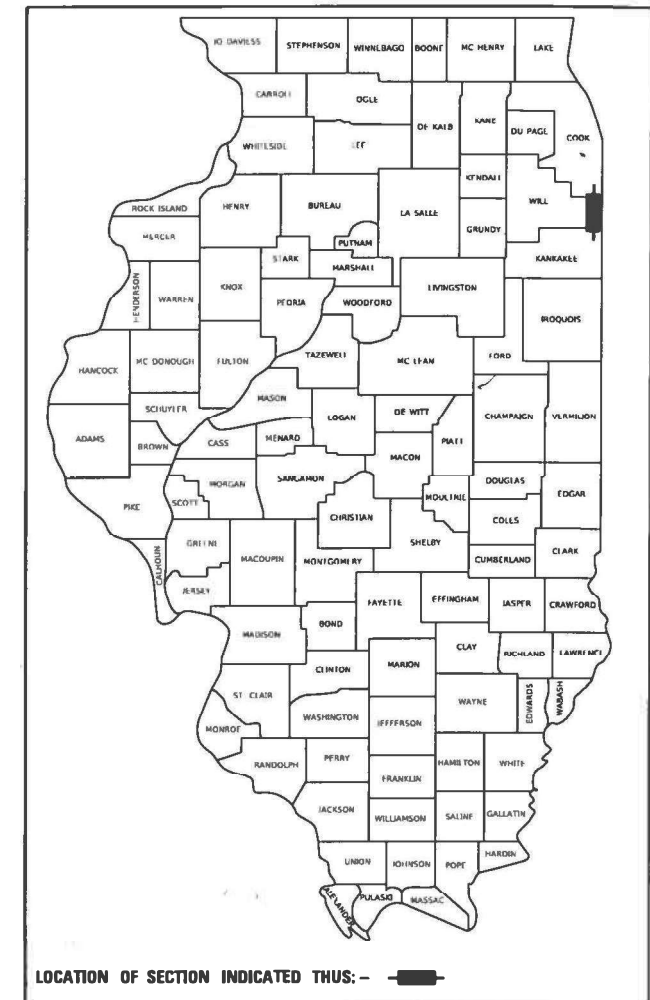 JO DAVIESS STEPHENSON WINNEBAGO BOONE MC HENRY LAKE
CARROLL OGLE DE KALB KANE DU PAGE COOK
WHITESIDE LEE
KENDALL
WILL
ROCK ISLAND HENRY BUREAU LA SALLE GRUNDY
MERCER
PUTNAM
STARK MARSHALL KANKAKEE
HENDERSON WARREN KNOX PEORIA WOODFORD LIVINGSTON IROQUOIS
HANCOCK MC DONOUGH FULTON TAZEWELL MC LEAN FORD
MASON
SCHUYLER LOGAN DE WITT CHAMPAIGN VERMILION
ADAMS BROWN CASS MENARD MACON PIATT
SANGAMON DOUGLAS
PIKE SCOTT MORGAN CHRISTIAN MOULTRIE EDGAR
COLES
GREENE MACOUPIN MONTGOMERY SHELBY CUMBERLAND CLARK
CALHOUN JERSEY FAYETTE EFFINGHAM JASPER CRAWFORD
MADISON BOND
CLAY RICHLAND LAWRENCE
CLINTON MARION
ST. CLAIR WAYNE EDWARDS WABASH
WASHINGTON JEFFERSON
MONROE
RANDOLPH PERRY HAMILTON WHITE
FRANKLIN
JACKSON WILLIAMSON SALINE GALLATIN
UNION JOHNSON POPE HARDIN
ALEXANDER PULASKI MASSAC
LOCATION OF SECTION INDICATED THUS: -